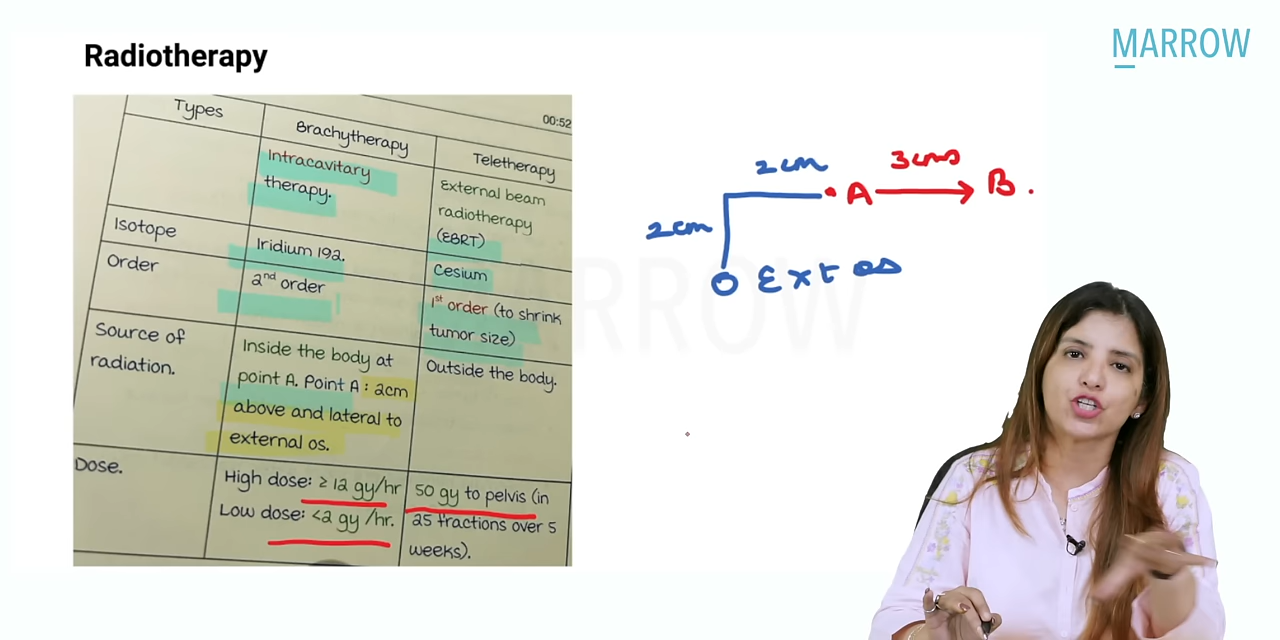 Radiotherapy
MARROW
00:52
Types
Brachytherapy
Teletherapy
Intracavitary
therapy.
External beam
radiotherapy
(EBRT)
Isotope
Iridium 192.
Cesium
Order
2nd order
1st order (to shrink
tumor size)
Source of
radiation.
Inside the body at
point A. Point A : 2cm
above and lateral to
external os.
Outside the body.
Dose.
High dose: ≥ 12 gy/hr
Low dose: <2 gy /hr.
50 gy to pelvis (in
25 fractions over 5
weeks).
2cm
3cms
A
B.
2cm
Ext os
MARROW